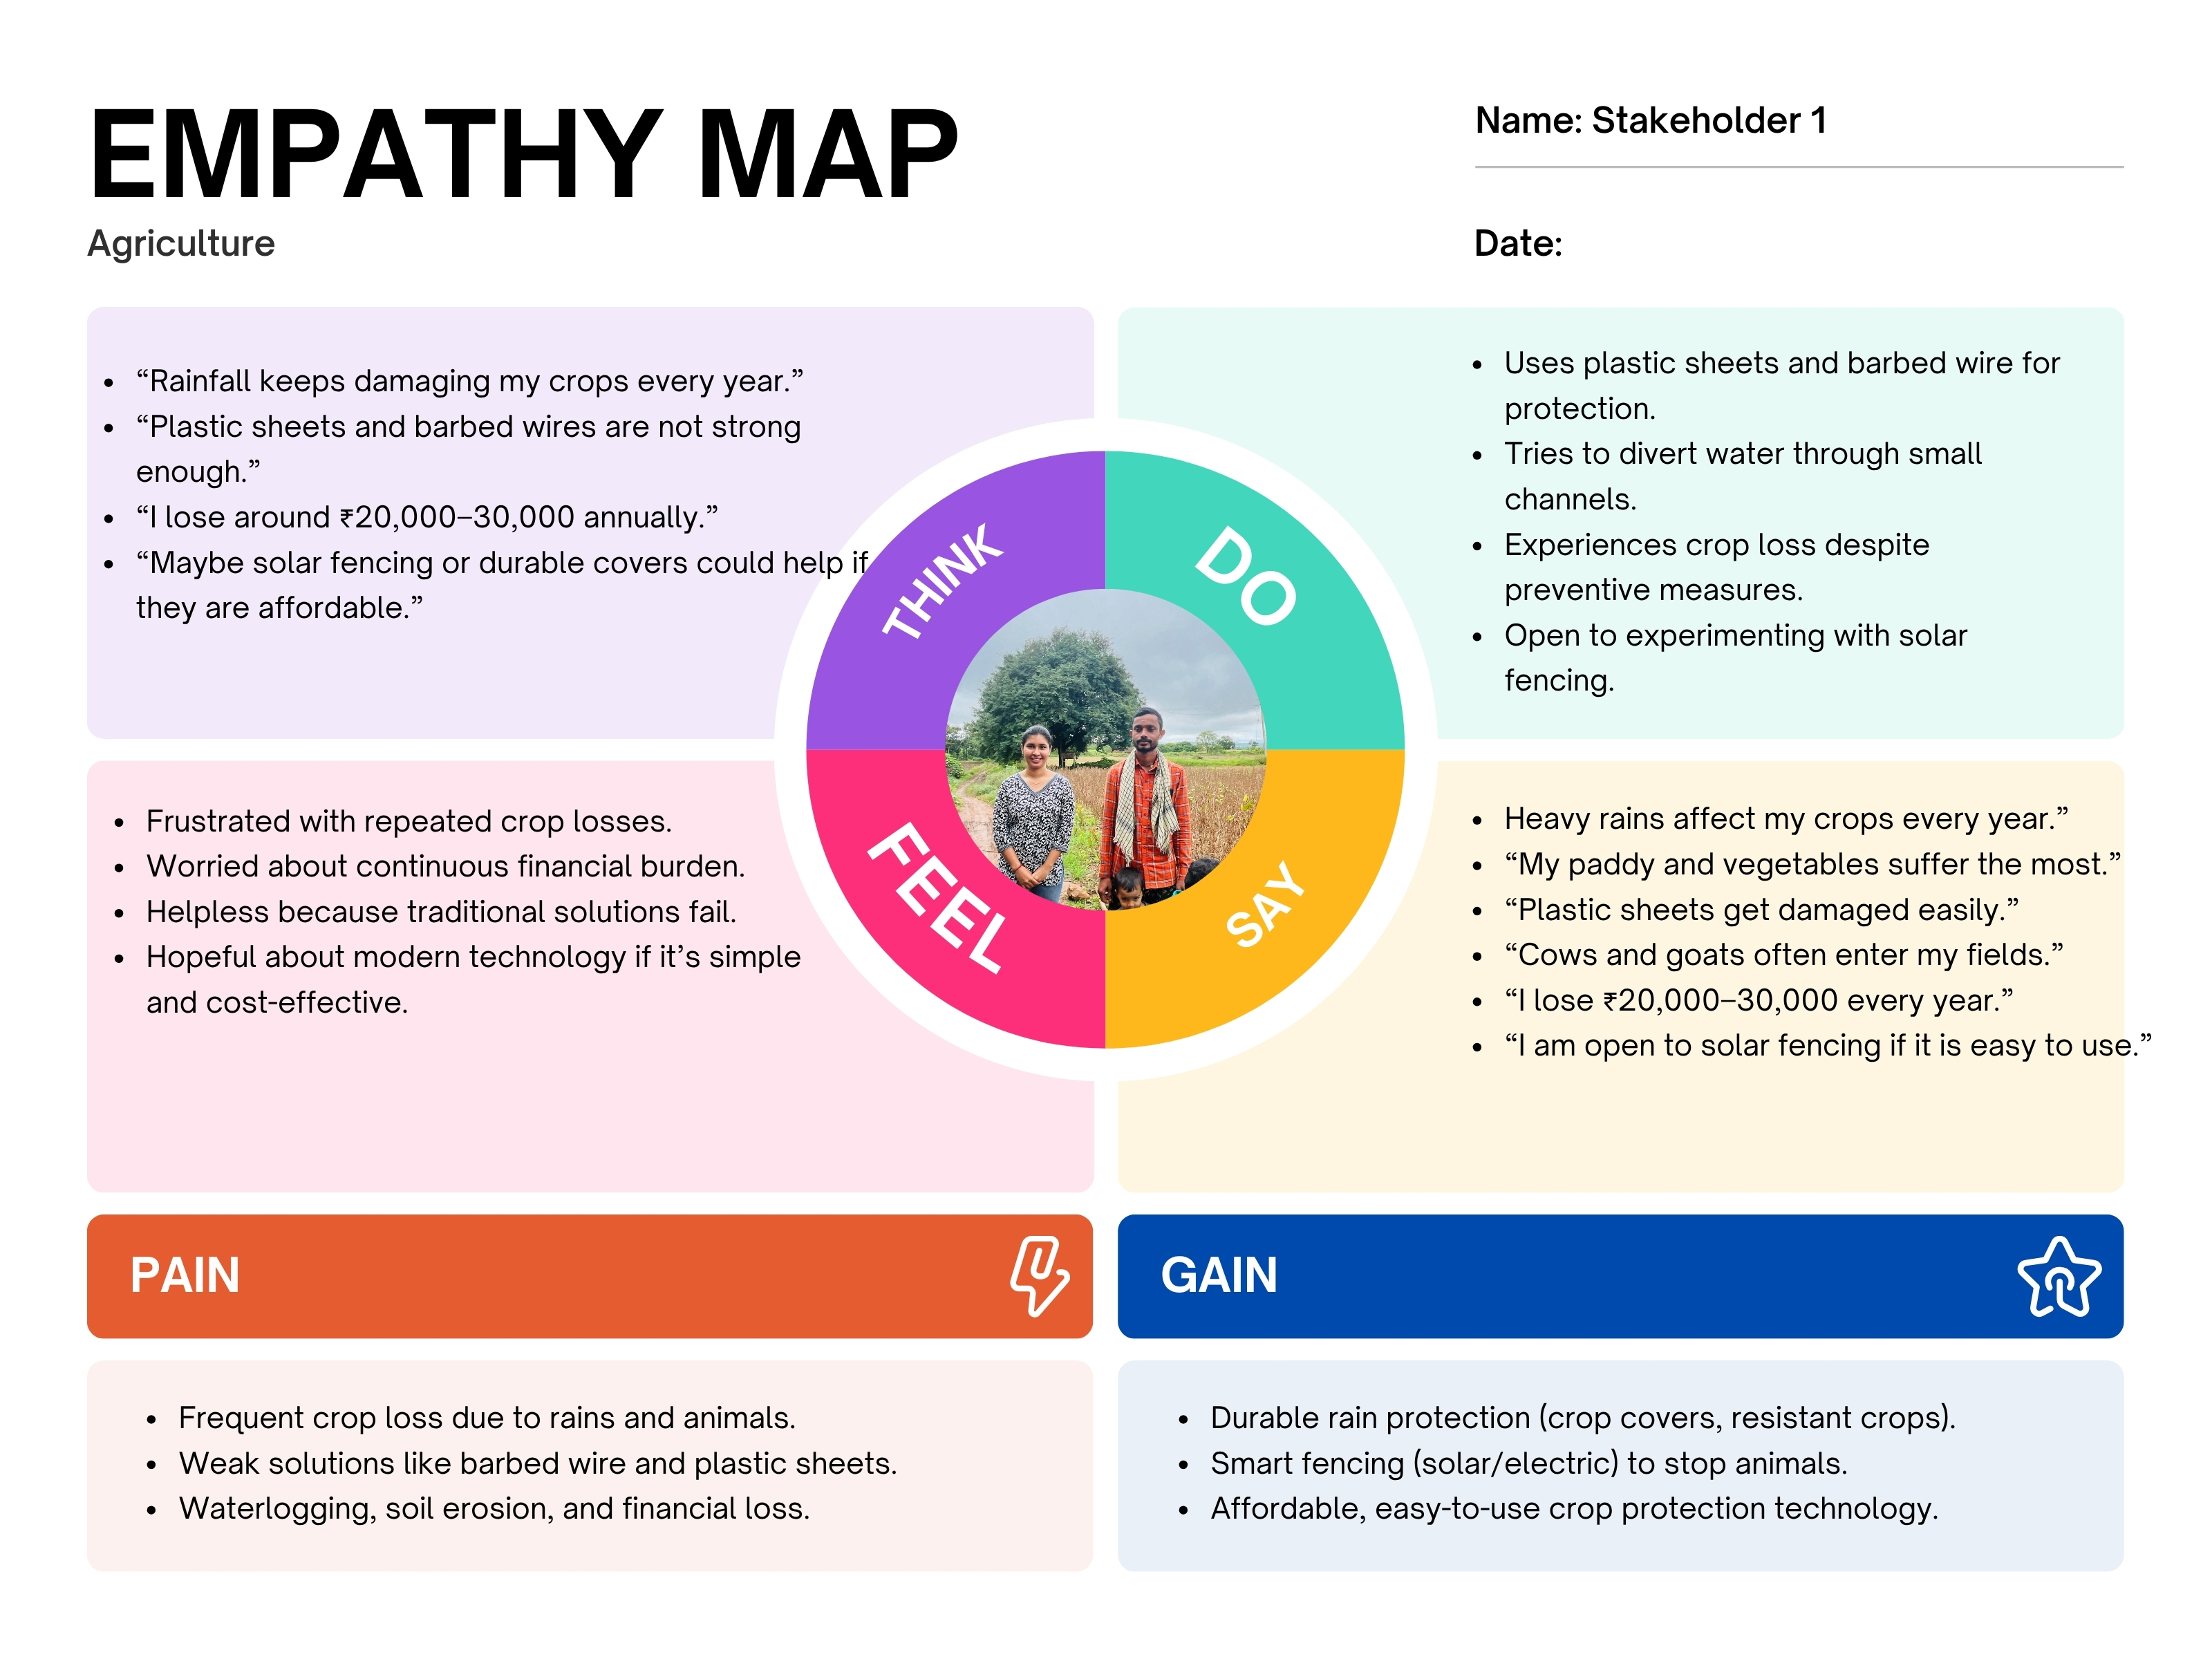 EMPATHY MAP
Agriculture
Name: Stakeholder 1
Date:
• “Rainfall keeps damaging my crops every year.”
• “Plastic sheets and barbed wires are not strong
enough.”
• “I lose around ₹20,000–30,000 annually.”
• “Maybe solar fencing or durable covers could help if
they are affordable.”
THINK
DO
• Uses plastic sheets and barbed wire for
protection.
• Tries to divert water through small
channels.
• Experiences crop loss despite
preventive measures.
• Open to experimenting with solar
fencing.
• Frustrated with repeated crop losses.
• Worried about continuous financial burden.
• Helpless because traditional solutions fail.
• Hopeful about modern technology if it’s simple
and cost-effective.
FEEL
SAY
• Heavy rains affect my crops every year.”
• “My paddy and vegetables suffer the most.”
• “Plastic sheets get damaged easily.”
• “Cows and goats often enter my fields.”
• “I lose ₹20,000–30,000 every year.”
• “I am open to solar fencing if it is easy to use.”
PAIN
• Frequent crop loss due to rains and animals.
• Weak solutions like barbed wire and plastic sheets.
• Waterlogging, soil erosion, and financial loss.
GAIN
• Durable rain protection (crop covers, resistant crops).
• Smart fencing (solar/electric) to stop animals.
• Affordable, easy-to-use crop protection technology.